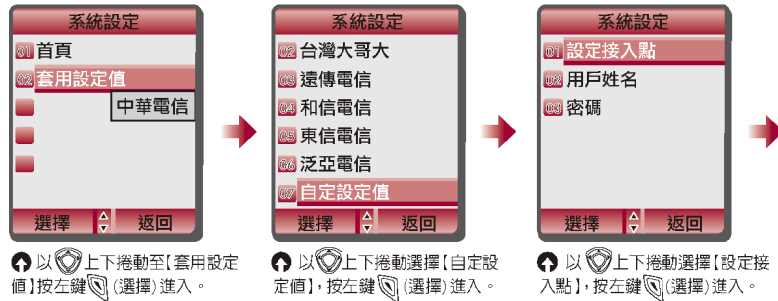 系統設定
01 首頁
02 套用設定值
中華電信
選擇 返回
以上下捲動至【套用設定
值】按左鍵(選擇)進入。
系統設定
02 台灣大哥大
03 遠傳電信
04 和信電信
05 東信電信
06 泛亞電信
07 自定設定值
選擇 返回
以上下捲動選擇【自定設
定值】，按左鍵(選擇)進入。
系統設定
01 設定接入點
02 用戶姓名
03 密碼
選擇 返回
以上下捲動選擇【設定接
入點】，按左鍵(選擇)進入。